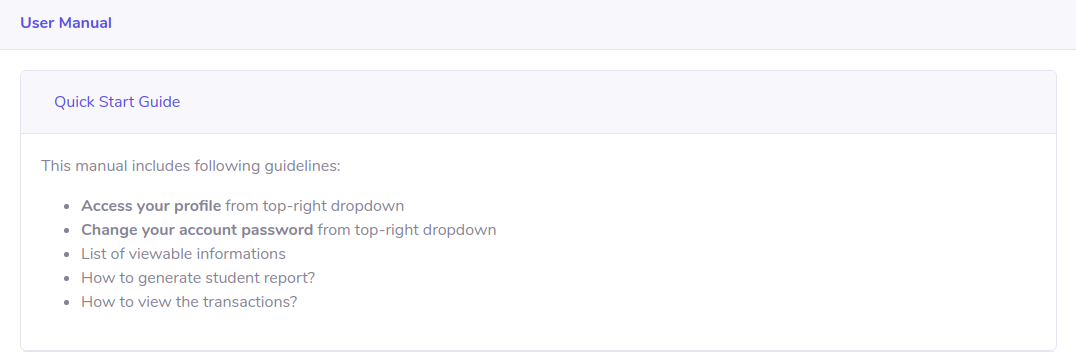 User Manual
Quick Start Guide
This manual includes following guidelines:
Access your profile from top-right dropdown
Change your account password from top-right dropdown
List of viewable informations
How to generate student report?
How to view the transactions?